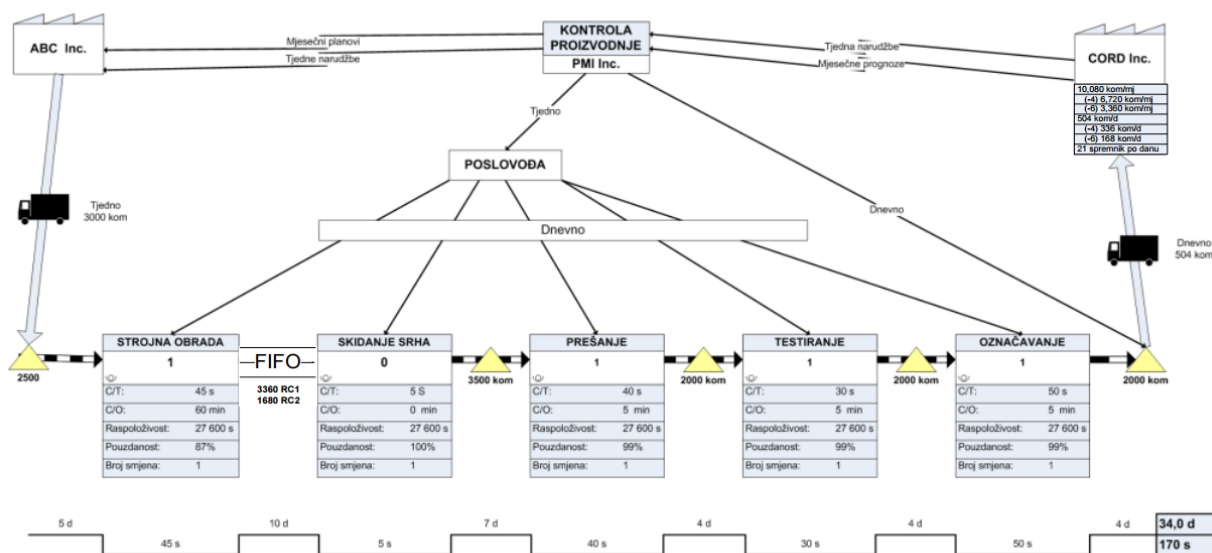 ABC Inc.
KONTROLA
PROIZVODNJE
PMI Inc.
CORD Inc.
Mjesečni planovi
Tjedne narudžbe
Tjedna narudžbe
Mjesečne prognoze
10,080 kom/mj
(-4) 6,720 kom/mj
(-6) 3,360 kom/mj
504 kom/d
(-4) 336 kom/d
(-6) 168 kom/d
21 spremnik po danu
Tjedno
POSLOVOĐA
Tjedno
3000 kom
Dnevno
Dnevno
Dnevno
504 kom
2500
STROJNA OBRADA
1
C/T: 45 s
C/O: 60 min
Raspoloživost: 27 600 s
Pouzdanost: 87%
Broj smjena: 1
FIFO
3360 RC1
1680 RC2
SKIDANJE SRHA
0
C/T: 5 S
C/O: 0 min
Raspoloživost: 27 600 s
Pouzdanost: 100%
Broj smjena: 1
3500 kom
PREŠANJE
1
C/T: 40 s
C/O: 5 min
Raspoloživost: 27 600 s
Pouzdanost: 99%
Broj smjena: 1
2000 kom
TESTIRANJE
1
C/T: 30 s
C/O: 5 min
Raspoloživost: 27 600 s
Pouzdanost: 99%
Broj smjena: 1
2000 kom
OZNAČAVANJE
1
C/T: 50 s
C/O: 5 min
Raspoloživost: 27 600 s
Pouzdanost: 99%
Broj smjena: 1
2000 kom
5 d 10 d 7 d 4 d 4 d 4 d 34,0 d
45 s 5 s 40 s 30 s 50 s 170 s